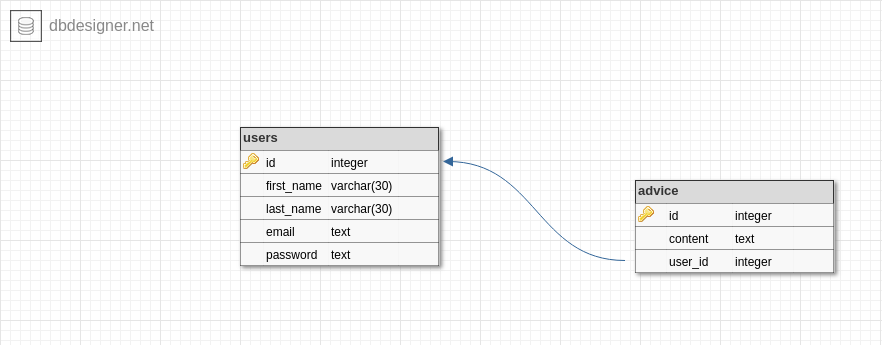 dbdesigner.net
users
id integer
first_name varchar(30)
last_name varchar(30)
email text
password text
advice
id integer
content text
user_id integer